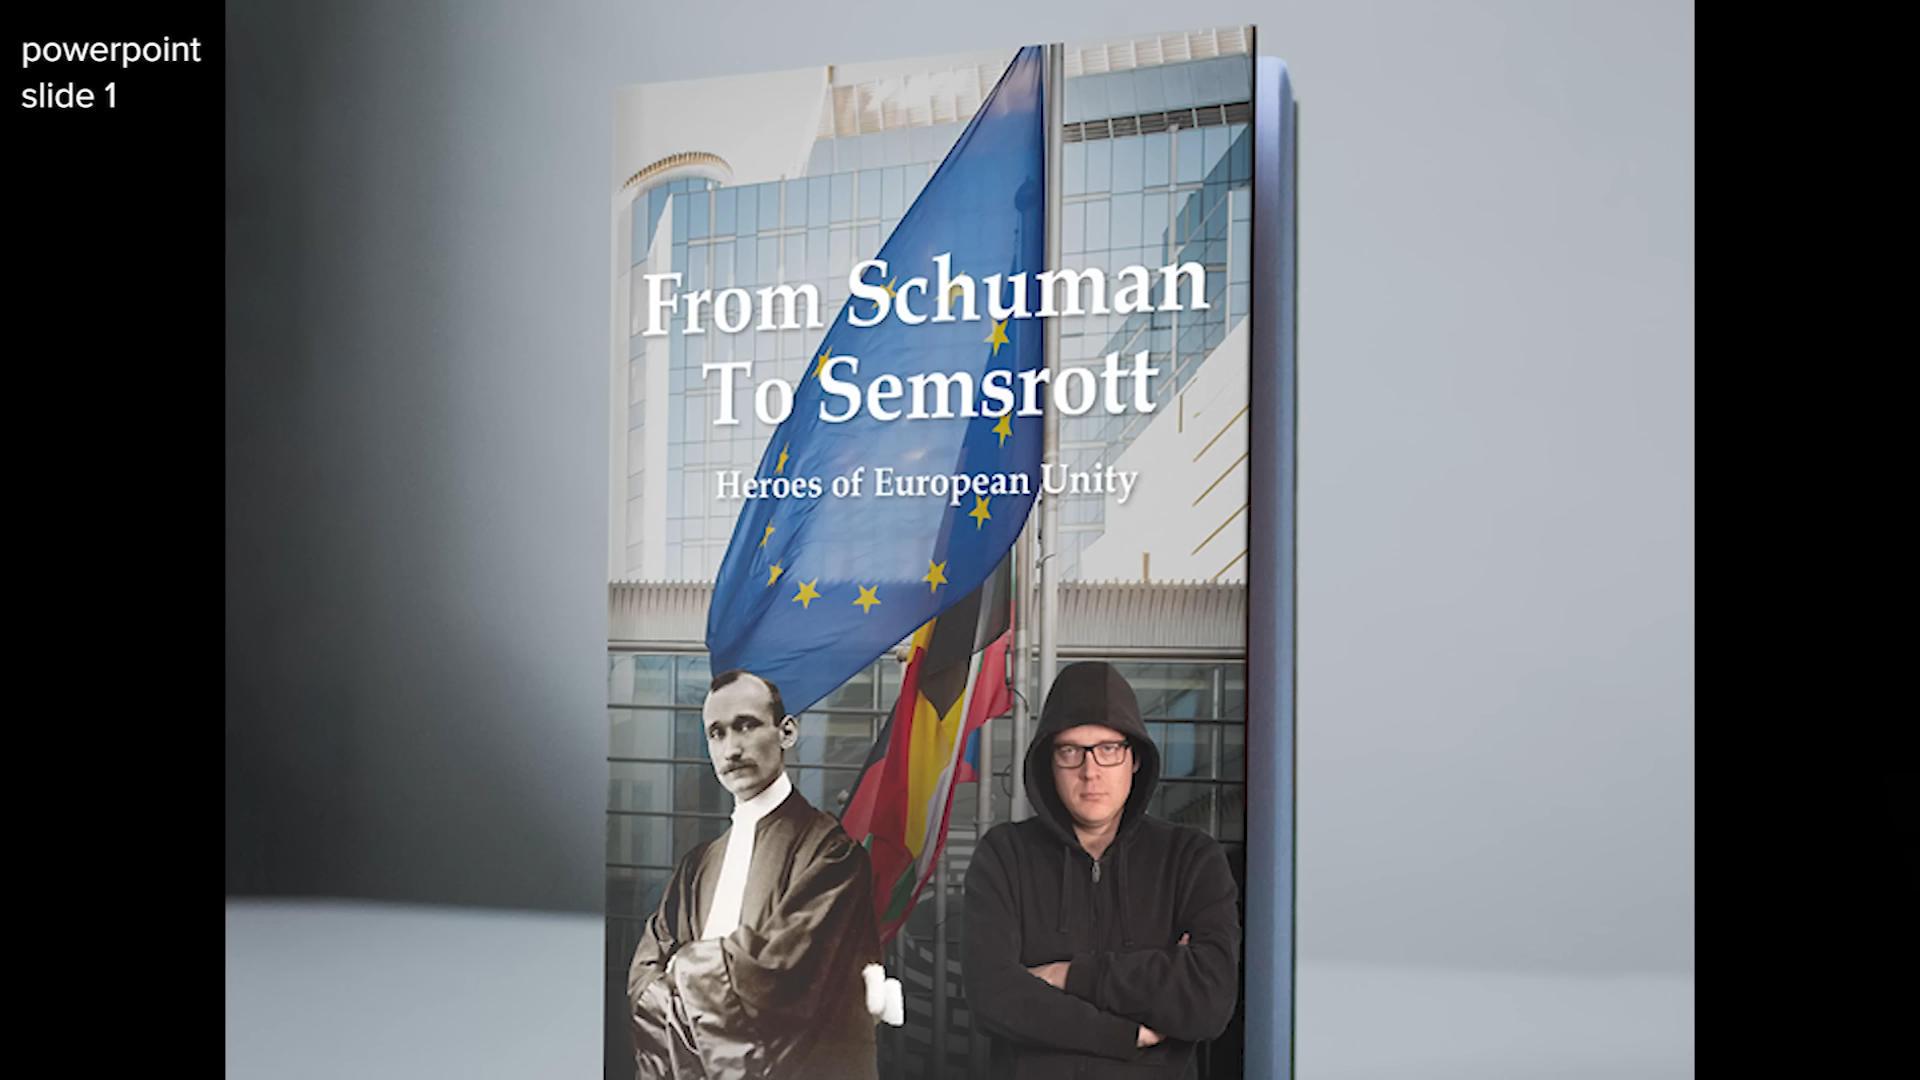 powerpoint
slide 1
From Schuman
To Semsrott
Heroes of European Unity